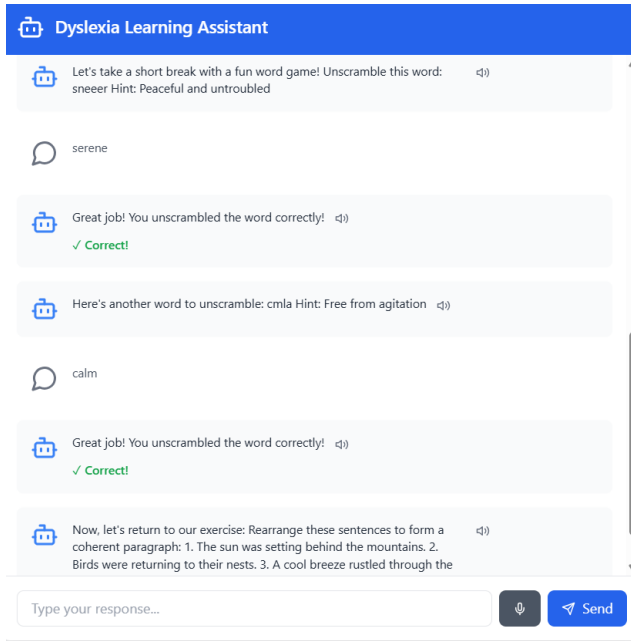 Dyslexia Learning Assistant
Let's take a short break with a fun word game! Unscramble this word:
sneeer Hint: Peaceful and untroubled
serene
Great job! You unscrambled the word correctly!
✓ Correct!
Here's another word to unscramble: cmla Hint: Free from agitation
calm
Great job! You unscrambled the word correctly!
✓ Correct!
Now, let's return to our exercise: Rearrange these sentences to form a
coherent paragraph: 1. The sun was setting behind the mountains. 2.
Birds were returning to their nests. 3. A cool breeze rustled through the
Type your response...
Send